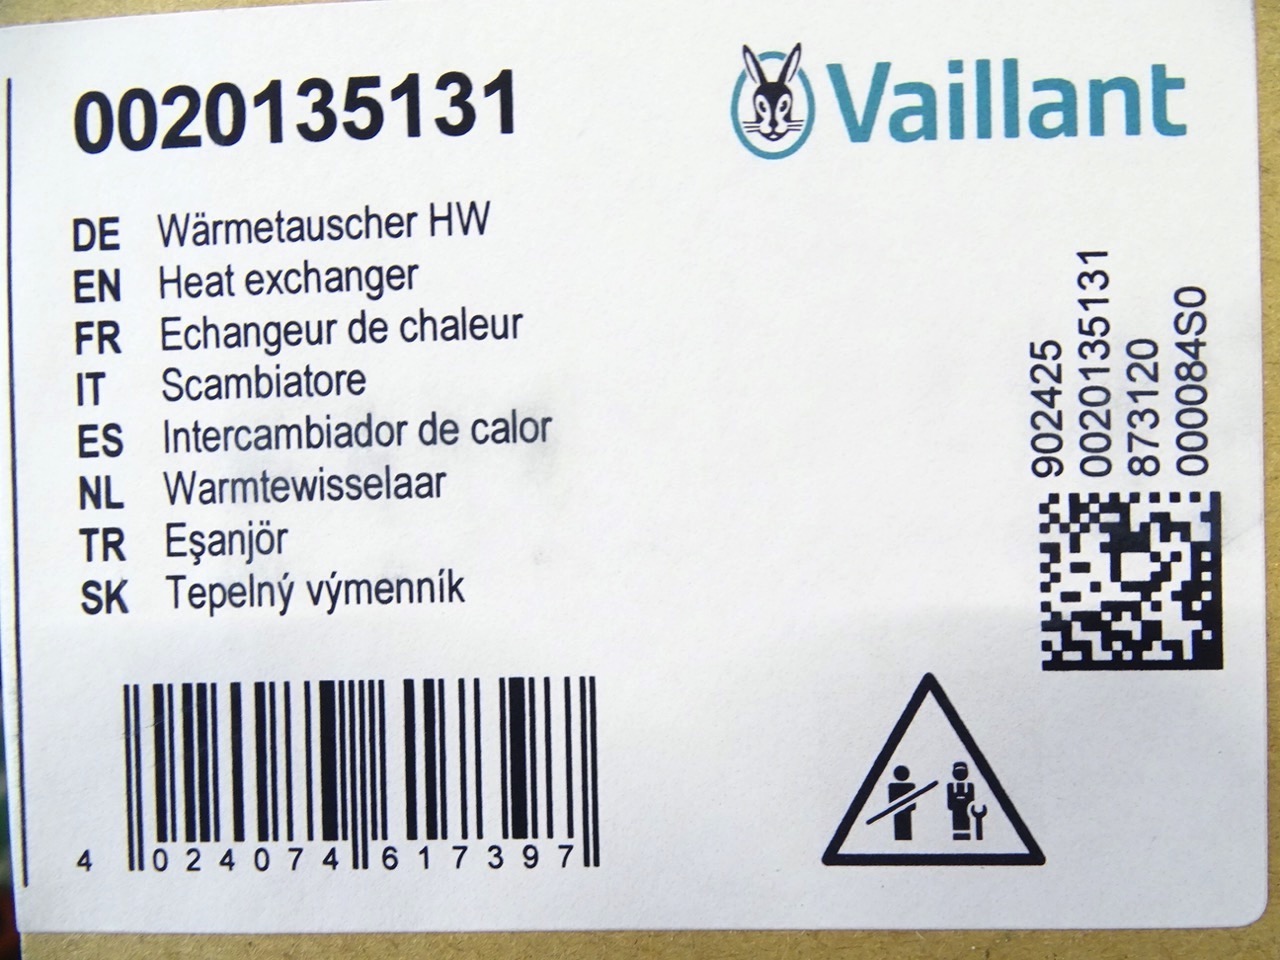 0020135131
Vaillant
DE Wärmetauscher HW
EN Heat exchanger
FR Echangeur de chaleur
IT Scambiatore
ES Intercambiador de calor
NL Warmtewisselaar
TR Eşanjör
SK Tepelný výmenník
902425
0020135131
873120
000084S0
4 024074 617397